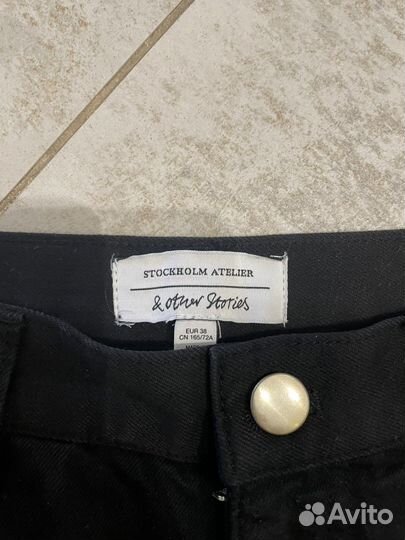 STOCKHOLM ATELIER
& Other Stories
EUR 38
CN 165/72A
Avito